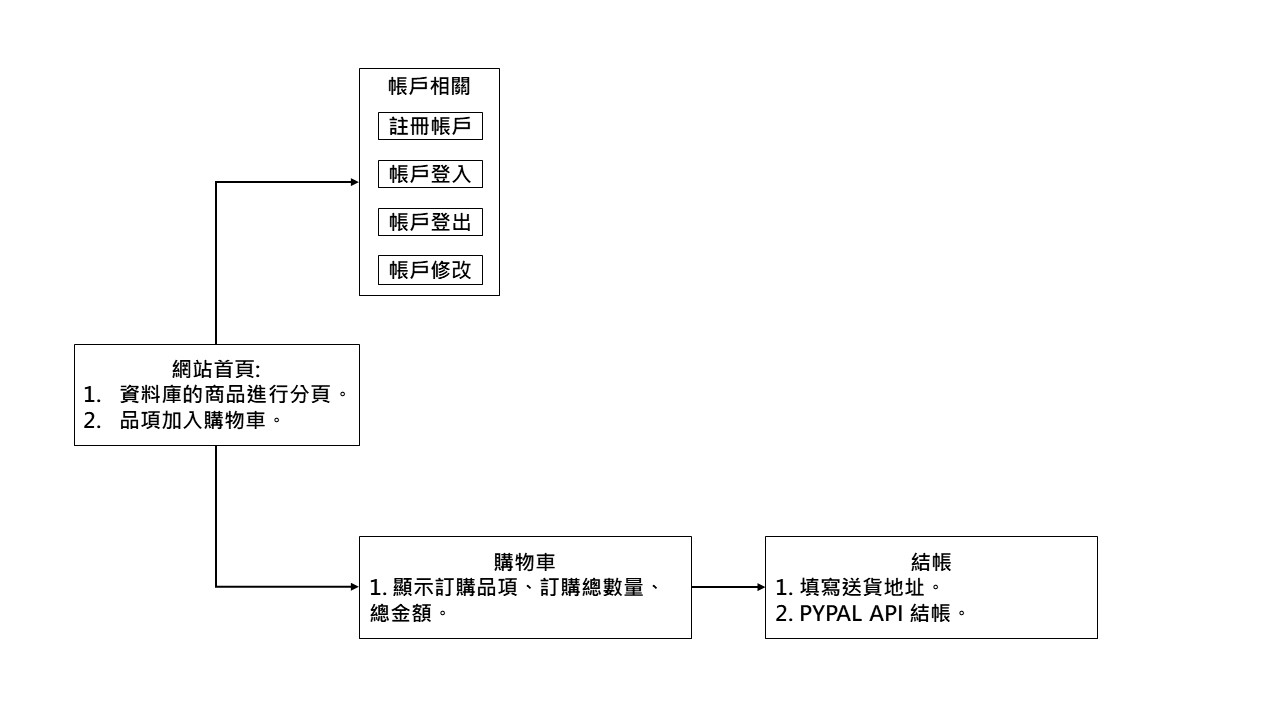 帳戶相關
註冊帳戶
帳戶登入
帳戶登出
帳戶修改
網站首頁:
1. 資料庫的商品進行分頁。
2. 品項加入購物車。
購物車
1. 顯示訂購品項、訂購總數量、
總金額。
結帳
1. 填寫送貨地址。
2. PYPAL API 結帳。